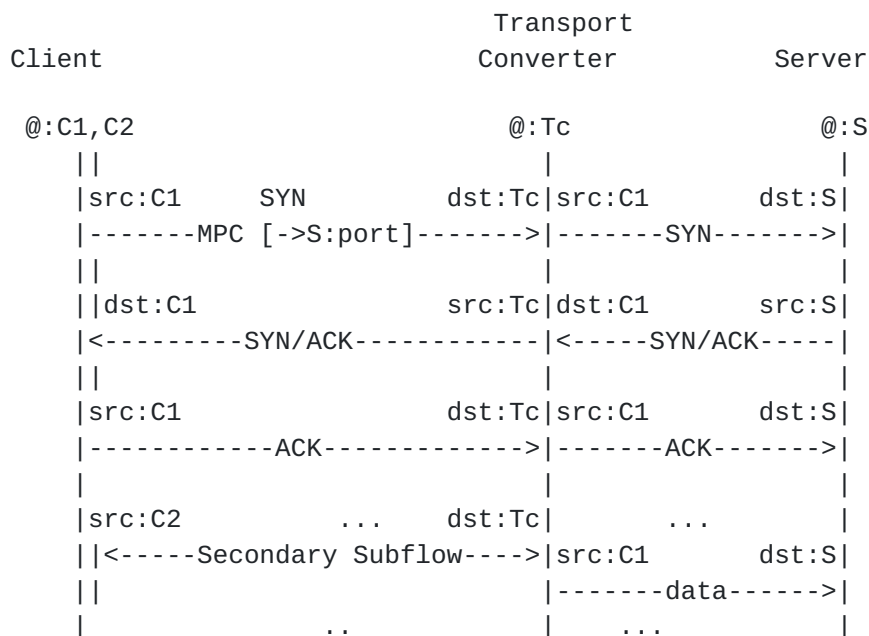 Transport
Client                      Converter         Server

 @:C1,C2                      @:Tc               @:S
    ||                          |                 |
    |src:C1     SYN       dst:Tc|src:C1      dst:S|
    |-------MPC [->S:port]------->|-------SYN------->|
    ||                          |                 |
    ||dst:C1             src:Tc|dst:C1      src:S|
    |<---------SYN/ACK------------|<-----SYN/ACK-----|
    ||                          |                 |
    |src:C1               dst:Tc|src:C1      dst:S|
    |------------ACK------------->|-------ACK------->|
    |                           |                 |
    |src:C2          ...  dst:Tc|      ...        |
    ||<-----Secondary Subflow---->|src:C1      dst:S|
    ||                          |-------data------>|
    |             ..            |    ...          |